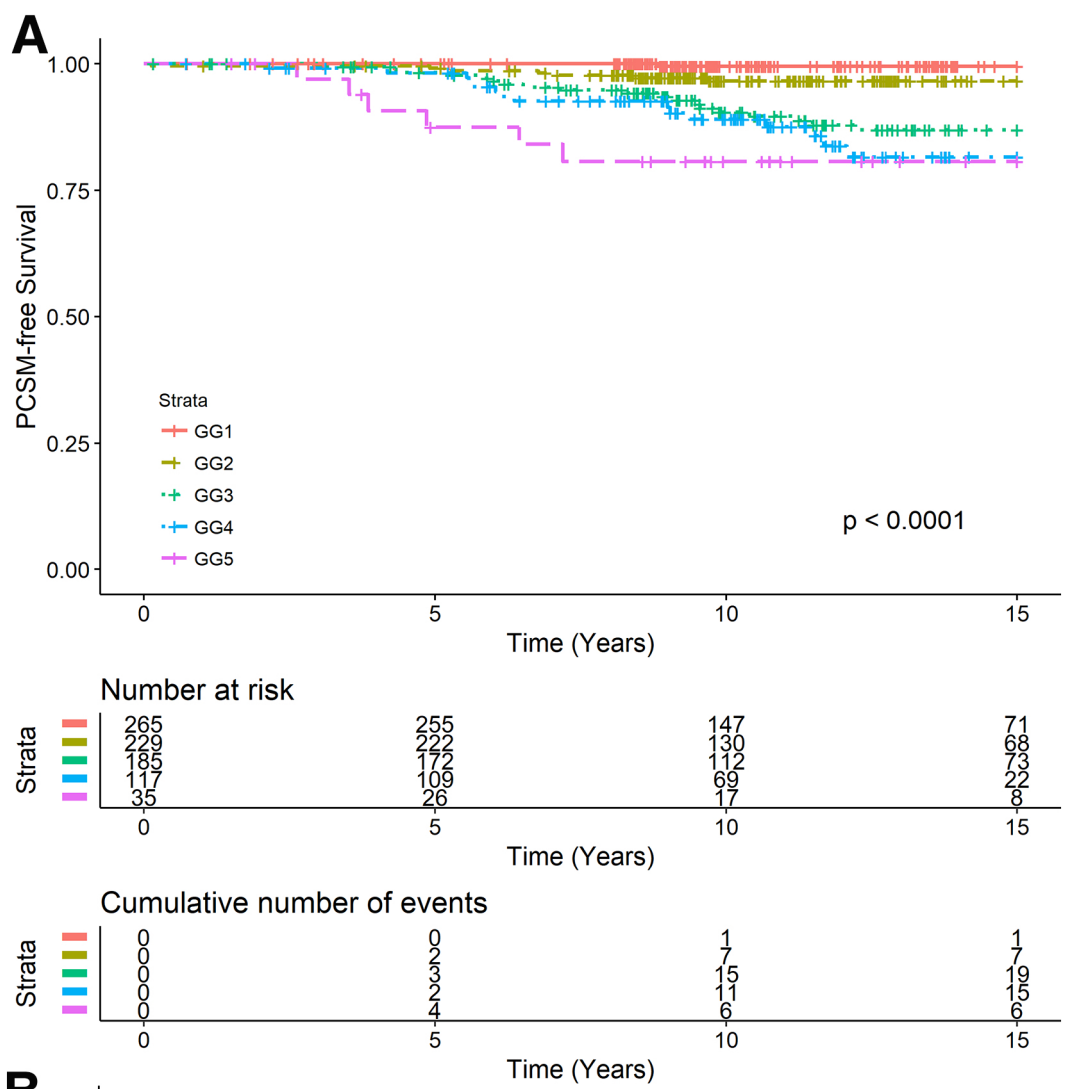 A
1.00
0.75
0.50
0.25
0.00
PCSM-free Survival
Strata
GG1
GG2
GG3
GG4
GG5
p < 0.0001
0 5 10 15
Time (Years)
Number at risk
Strata
265 255 147 71
229 222 130 68
185 172 112 73
117 109 69 22
35 26 17 8
0 5 10 15
Time (Years)
Cumulative number of events
Strata
0 0 1 1
0 2 7 7
0 3 15 19
0 2 11 15
0 4 6 6
0 5 10 15
Time (Years)
B